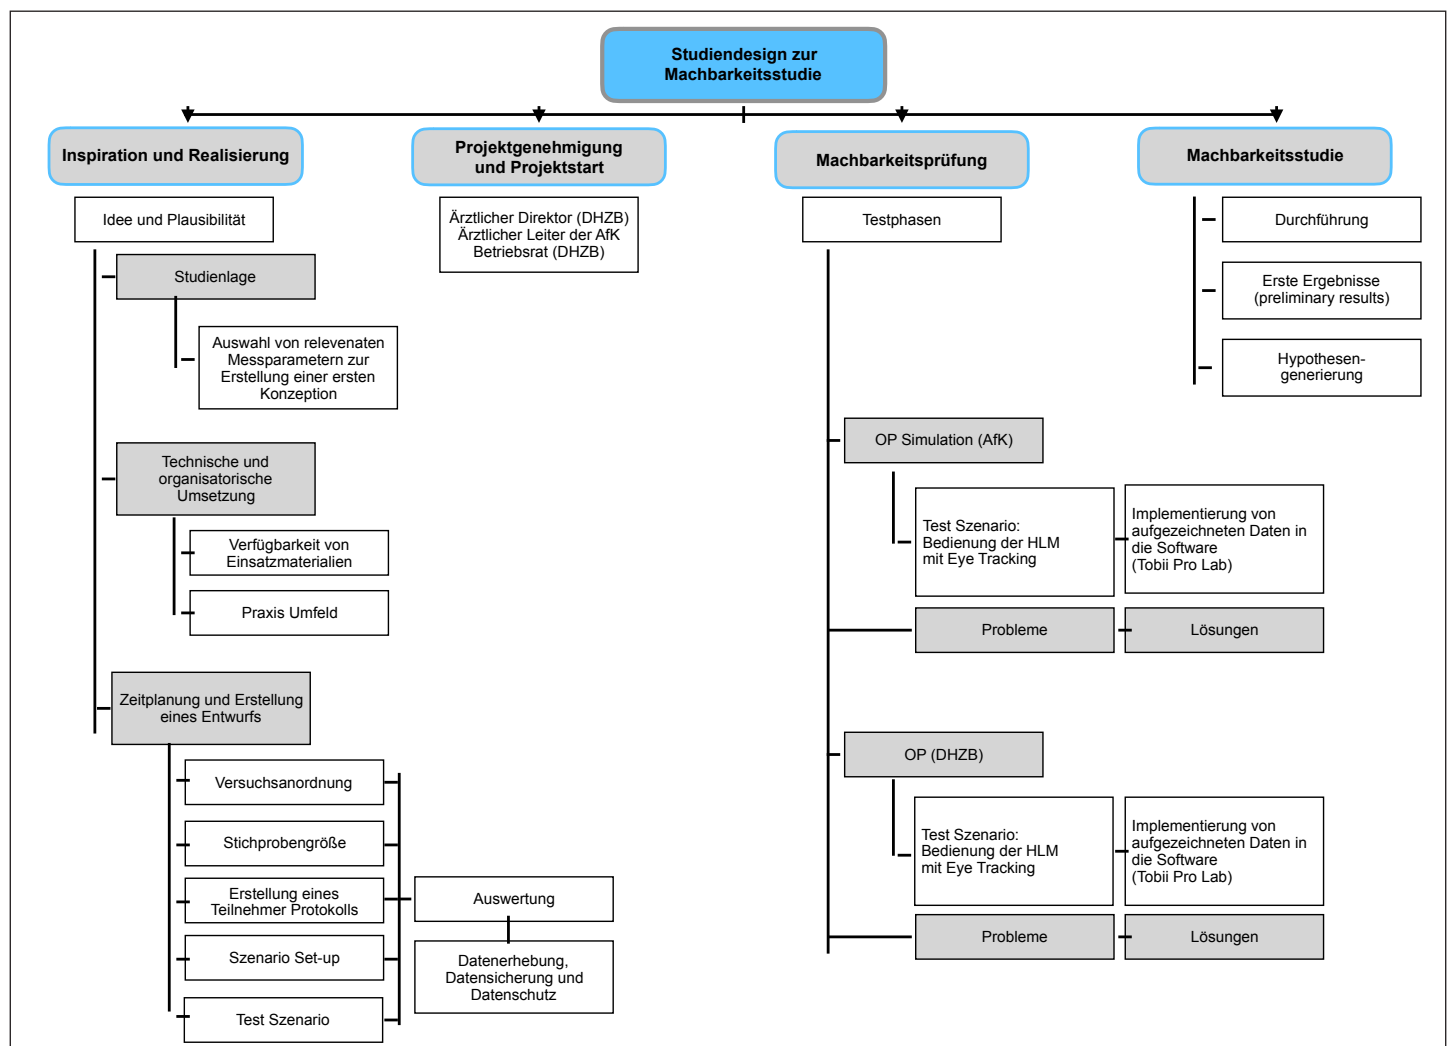 Studiendesign zur
Machbarkeitsstudie
Inspiration und Realisierung
Projektgenehmigung
und Projektstart
Machbarkeitsprüfung
Machbarkeitsstudie
Idee und Plausibilität
Studienlage
Auswahl von relevenaten
Messparametern zur
Erstellung einer ersten
Konzeption
Technische und
organisatorische
Umsetzung
Verfügbarkeit von
Einsatzmaterialien
Praxis Umfeld
Zeitplanung und Erstellung
eines Entwurfs
Versuchsanordnung
Stichprobengröße
Erstellung eines
Teilnehmer Protokolls
Szenario Set-up
Test Szenario
Auswertung
Datenerhebung,
Datensicherung und
Datenschutz
Ärztlicher Direktor (DHZB)
Ärztlicher Leiter der AfK
Betriebsrat (DHZB)
Testphasen
OP Simulation (AfK)
Test Szenario:
Bedienung der HLM
mit Eye Tracking
Implementierung von
aufgezeichneten Daten in
die Software
(Tobii Pro Lab)
Probleme
Lösungen
OP (DHZB)
Test Szenario:
Bedienung der HLM
mit Eye Tracking
Implementierung von
aufgezeichneten Daten in
die Software
(Tobii Pro Lab)
Probleme
Lösungen
Durchführung
Erste Ergebnisse
(preliminary results)
Hypothesen-
generierung